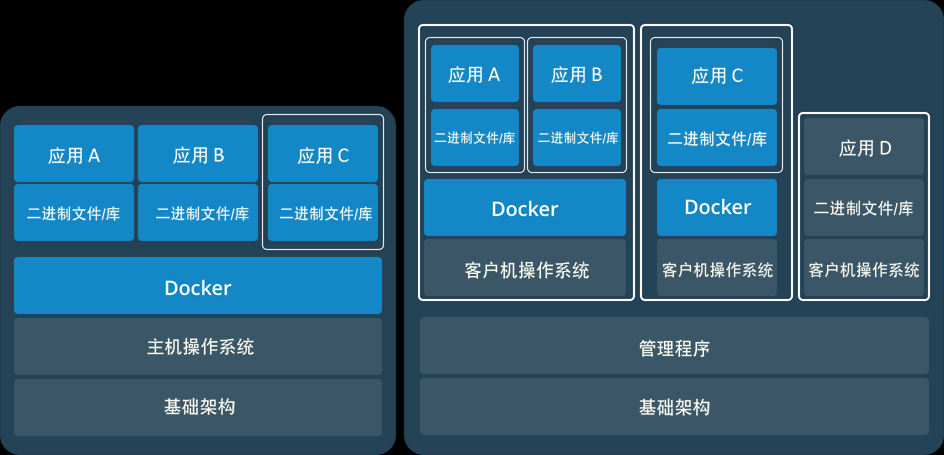 应用 A
应用 B
应用 C
二进制文件/库
二进制文件/库
二进制文件/库
Docker
主机操作系统
基础架构
应用 A
应用 B
二进制文件/库
二进制文件/库
Docker
客户机操作系统
应用 C
二进制文件/库
Docker
客户机操作系统
应用 D
二进制文件/库
客户机操作系统
管理程序
基础架构